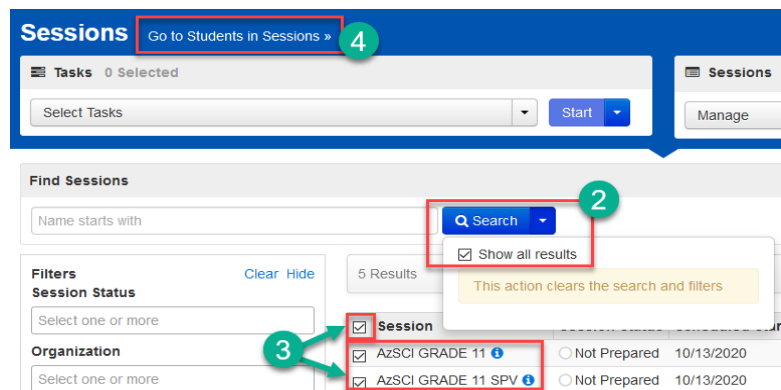 Sessions Go to Students in Sessions »
4
Tasks 0 Selected
Sessions
Select Tasks
Start
Manage
Find Sessions
2
Name starts with
Search
Show all results
This action clears the search and filters
Filters Clear Hide
5 Results
Session Status
Select one or more
Session
3
Organization
AzSCI GRADE 11
Not Prepared 10/13/2020
Select one or more
AzSCI GRADE 11 SPV
Not Prepared 10/13/2020